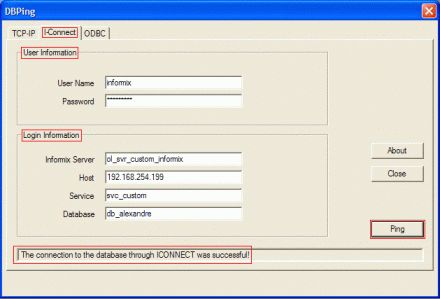 DBPing
TCP-IP I-Connect ODBC
User Information
User Name informix
Password *********
Login Information
Informix Server ol_svr_custom_informix
Host 192.168.254.199
Service svc_custom
Database db_alexandre
About
Close
Ping
The connection to the database through ICONNECT was successful!